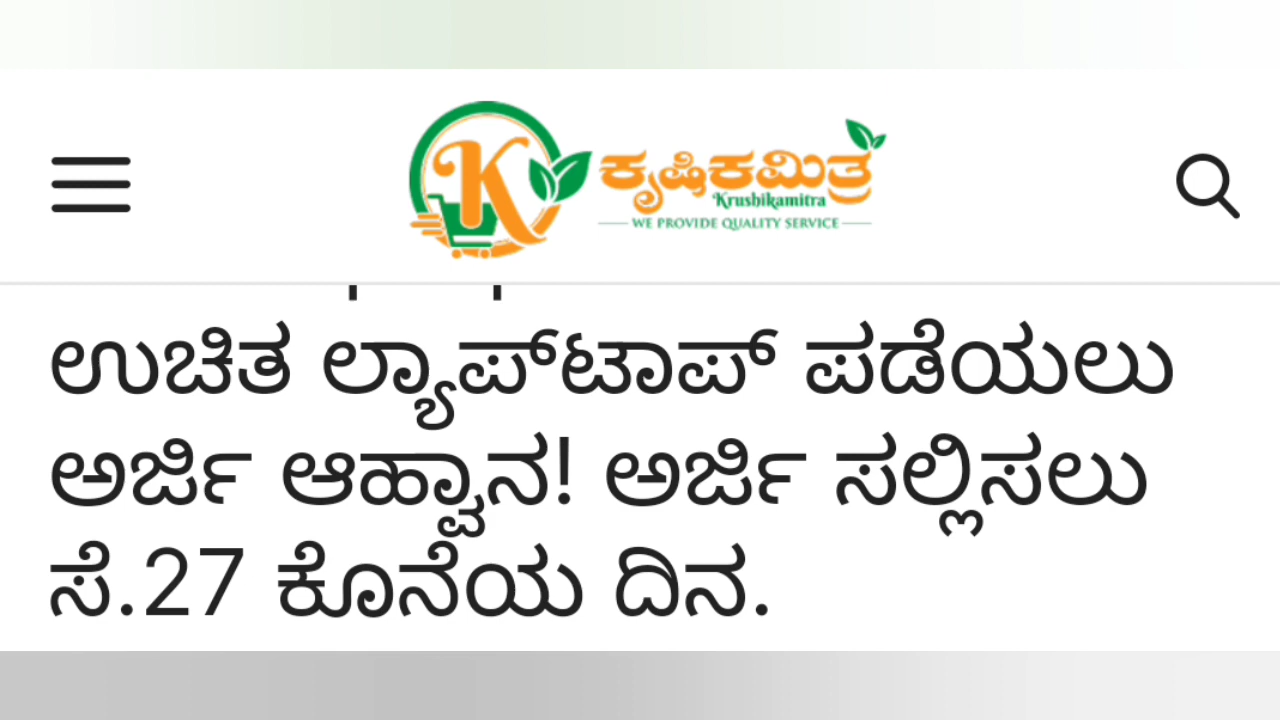 K
ಕೃಷಿಕಮಿತ್ರ
Krushikamitra
WE PROVIDE QUALITY SERVICE
ಉಚಿತ ಲ್ಯಾಪ್‌ಟಾಪ್ ಪಡೆಯಲು
ಅರ್ಜಿ ಆಹ್ವಾನ! ಅರ್ಜಿ ಸಲ್ಲಿಸಲು
ಸೆ.27 ಕೊನೆಯ ದಿನ.